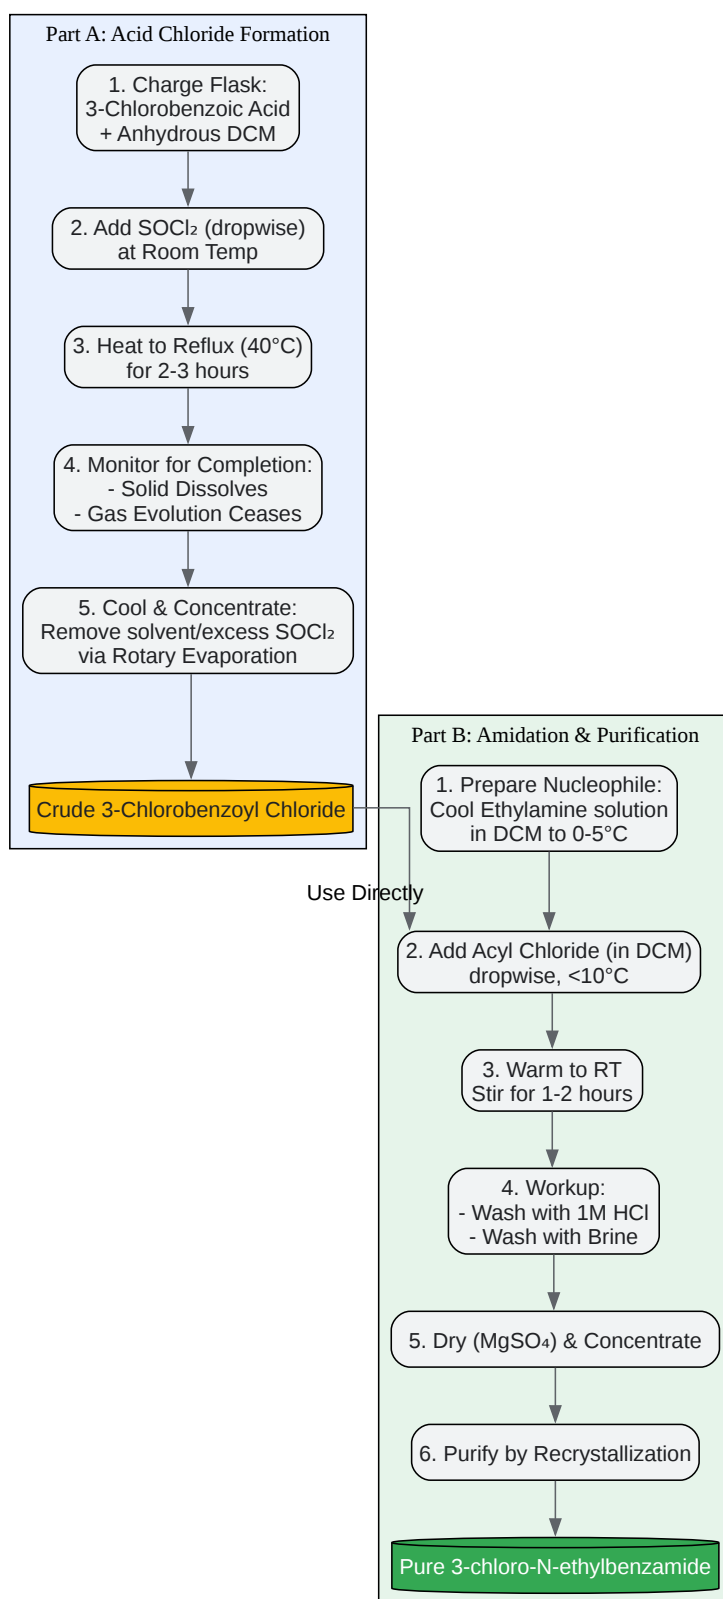 Part A: Acid Chloride Formation
1. Charge Flask:
3-Chlorobenzoic Acid
+ Anhydrous DCM
2. Add SOCl₂ (dropwise)
at Room Temp
3. Heat to Reflux (40°C)
for 2-3 hours
4. Monitor for Completion:
- Solid Dissolves
- Gas Evolution Ceases
5. Cool & Concentrate:
Remove solvent/excess SOCl₂
via Rotary Evaporation
Crude 3-Chlorobenzoyl Chloride
Use Directly
Part B: Amidation & Purification
1. Prepare Nucleophile:
Cool Ethylamine solution
in DCM to 0-5°C
2. Add Acyl Chloride (in DCM)
dropwise, <10°C
3. Warm to RT
Stir for 1-2 hours
4. Workup:
- Wash with 1M HCl
- Wash with Brine
5. Dry (MgSO₄) & Concentrate
6. Purify by Recrystallization
Pure 3-chloro-N-ethylbenzamide